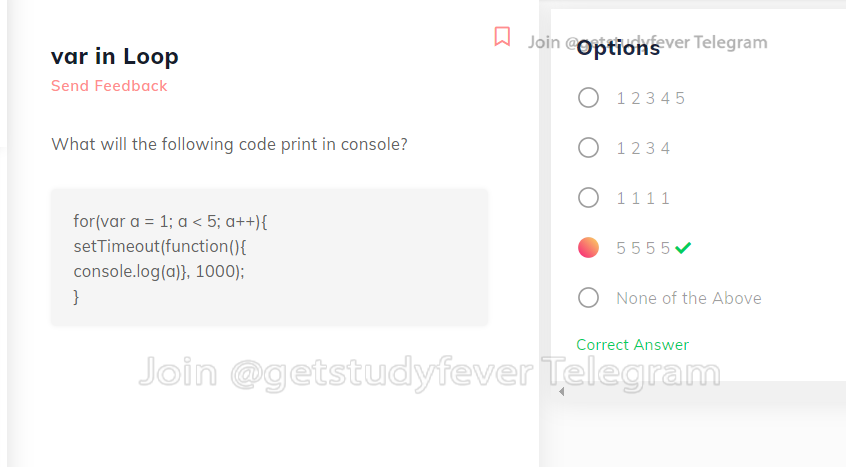 var in Loop
Send Feedback
What will the following code print in console?
for(var a = 1; a < 5; a++){
setTimeout(function(){
console.log(a)}, 1000);
}
Join @getstudyfever Telegram
Options
1 2 3 4 5
1 2 3 4
1 1 1 1
5 5 5 5
None of the Above
Correct Answer
Join @getstudyfever Telegram